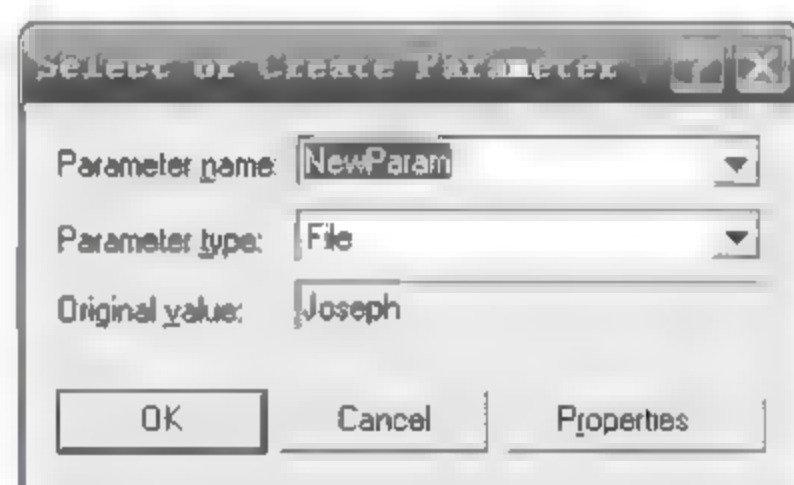 Select or Create Parameter
Parameter name: NewParam
Parameter type: File
Original value: Joseph
OK Cancel Properties